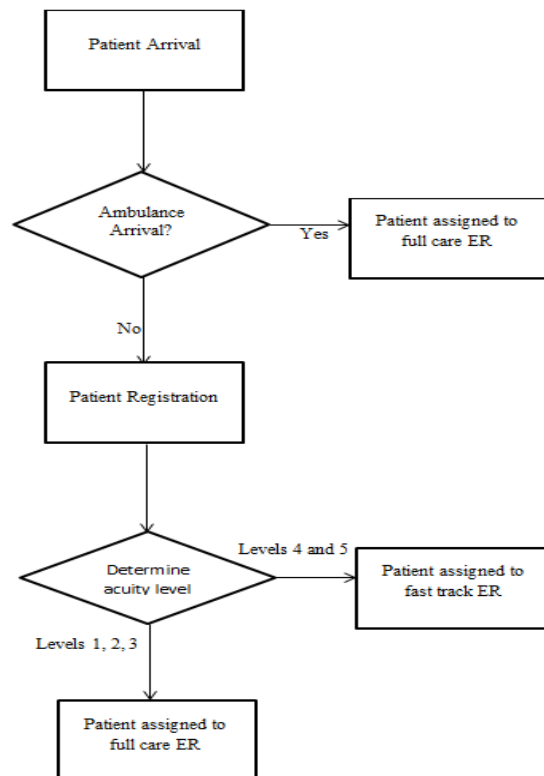 Patient Arrival
Ambulance
Arrival?
Yes
Patient assigned to
full care ER
No
Patient Registration
Determine
acuity level
Levels 4 and 5
Patient assigned to
fast track ER
Levels 1, 2, 3
Patient assigned to
full care ER